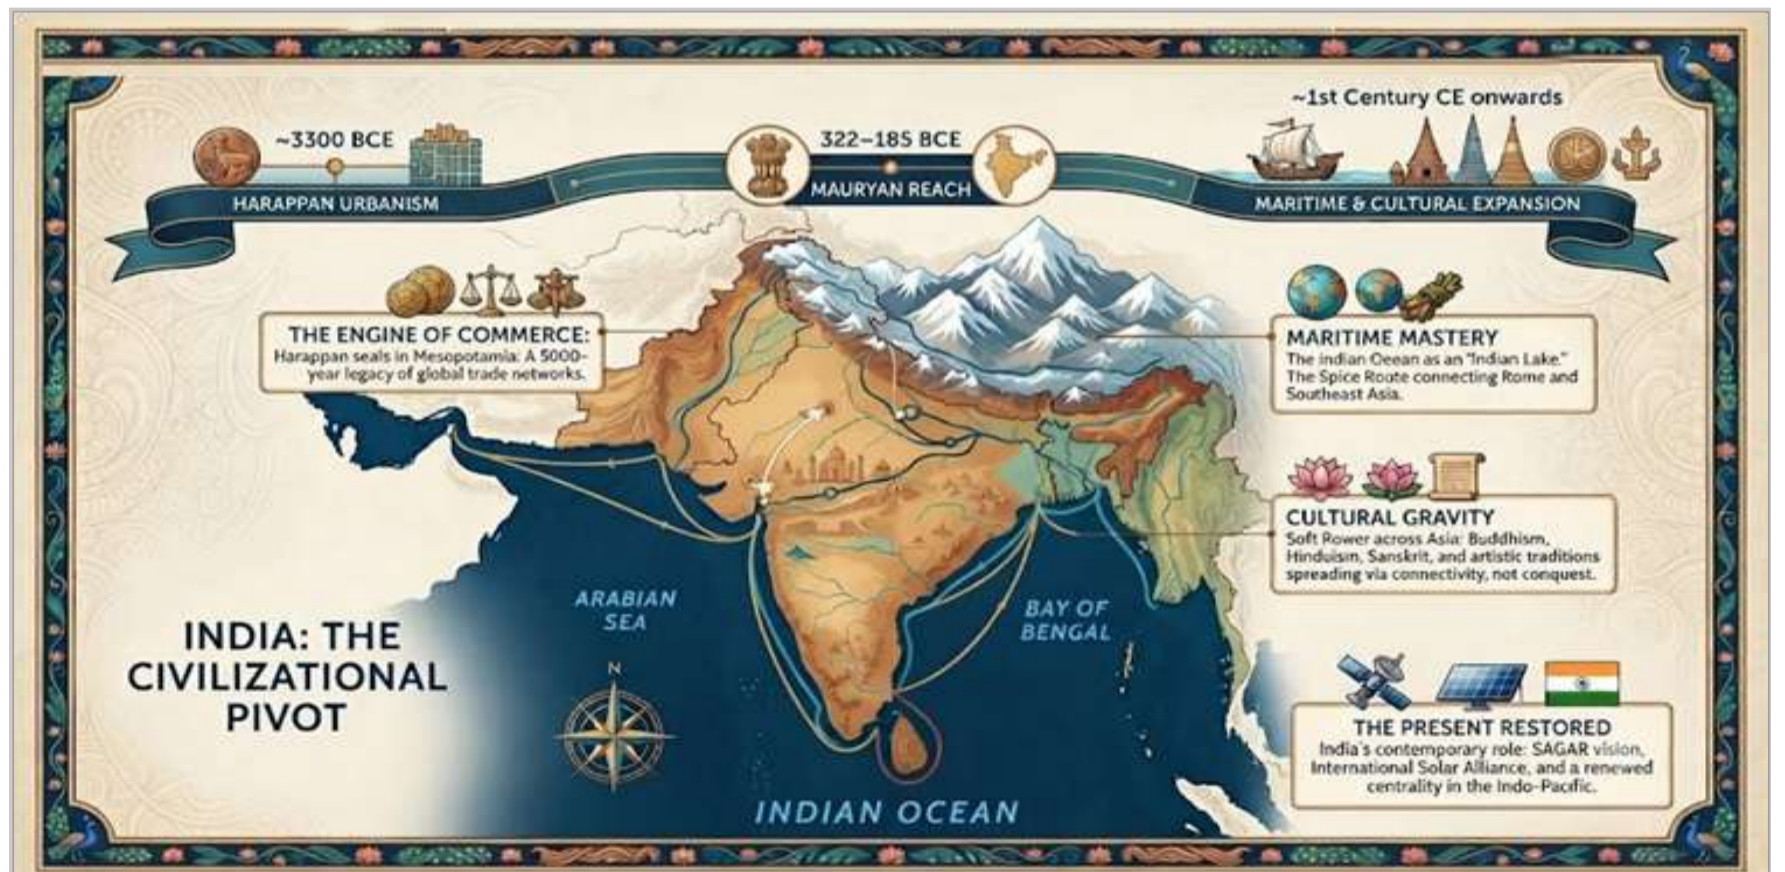 ~3300 BCE
HARAPPAN URBANISM
322–185 BCE
MAURYAN REACH
~1st Century CE onwards
MARITIME & CULTURAL EXPANSION
THE ENGINE OF COMMERCE:
Harappan seals in Mesopotamia: A 5000-
year legacy of global trade networks.
MARITIME MASTERY
The Indian Ocean as an "Indian Lake."
The Spice Route connecting Rome and
Southeast Asia.
CULTURAL GRAVITY
Soft Rower across Asia: Buddhism,
Hinduism, Sanskrit, and artistic traditions
spreading via connectivity, not conquest.
ARABIAN
SEA
BAY OF
BENGAL
INDIA: THE
CIVILIZATIONAL
PIVOT
N
THE PRESENT RESTORED
India's contemporary role: SAGAR vision,
International Solar Alliance, and a renewed
centrality in the Indo-Pacific.
INDIAN OCEAN